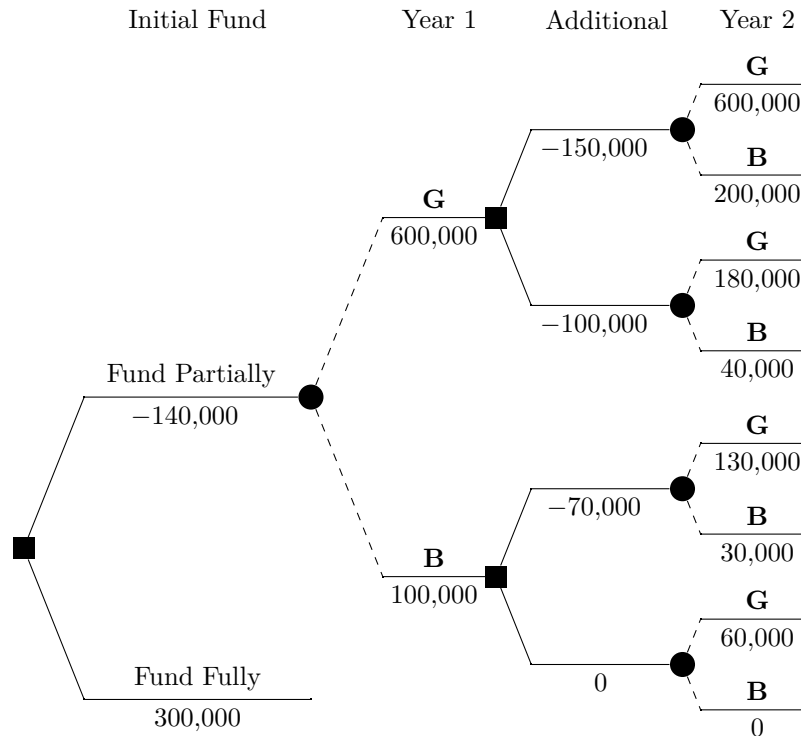 Initial Fund Year 1 Additional Year 2
G
600,000
−150,000
B
200,000
G
600,000
G
180,000
−100,000
B
40,000
Fund Partially
−140,000
G
130,000
−70,000
B
30,000
B
100,000
G
60,000
0
B
0
Fund Fully
300,000